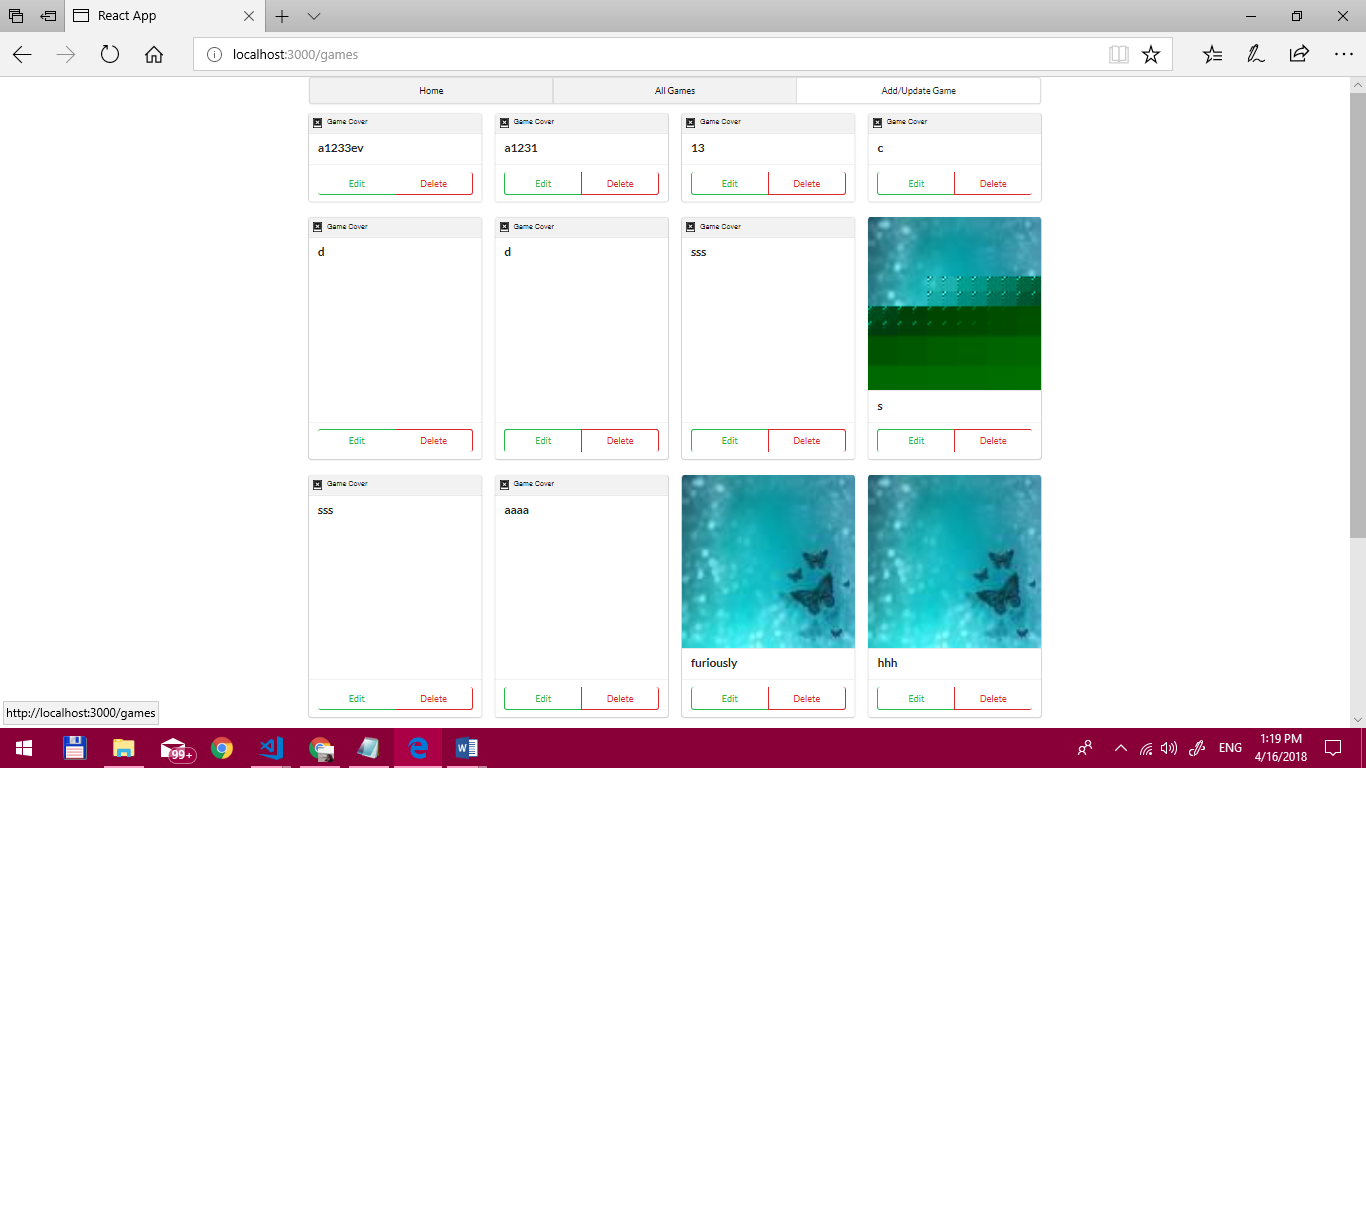 React App
localhost:3000/games
Home All Games Add/Update Game
Game Cover Game Cover Game Cover Game Cover
a1233ev a1231 13 c
Edit Delete Edit Delete Edit Delete Edit Delete
Game Cover Game Cover Game Cover
d d sss
s
Edit Delete Edit Delete Edit Delete Edit Delete
Game Cover Game Cover
sss aaaa
furiously hhh
Edit Delete Edit Delete Edit Delete Edit Delete
http://localhost:3000/games
99+ ENG 1:19 PM
4/16/2018